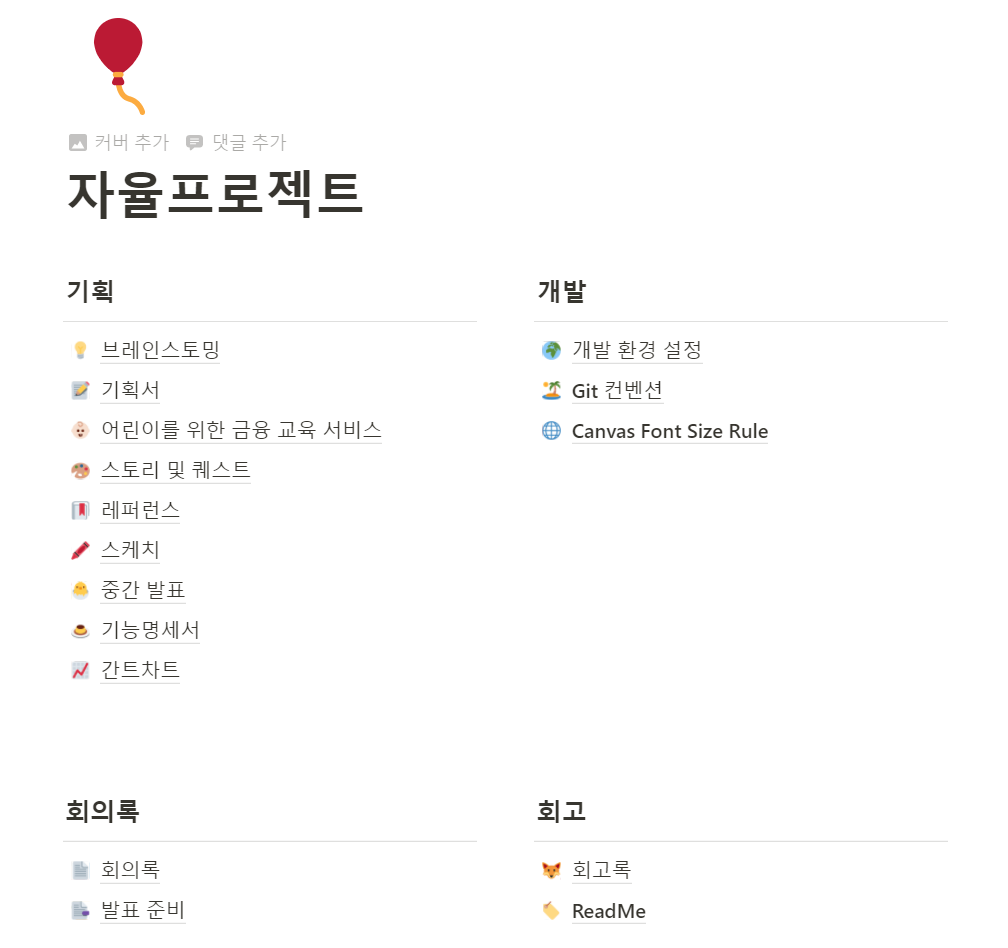 커버 추가 댓글 추가
자율프로젝트
기획
브레인스토밍
기획서
어린이를 위한 금융 교육 서비스
스토리 및 퀘스트
레퍼런스
스케치
중간 발표
기능명세서
간트차트
개발
개발 환경 설정
Git 컨벤션
Canvas Font Size Rule
회의록
회의록
발표 준비
회고
회고록
ReadMe